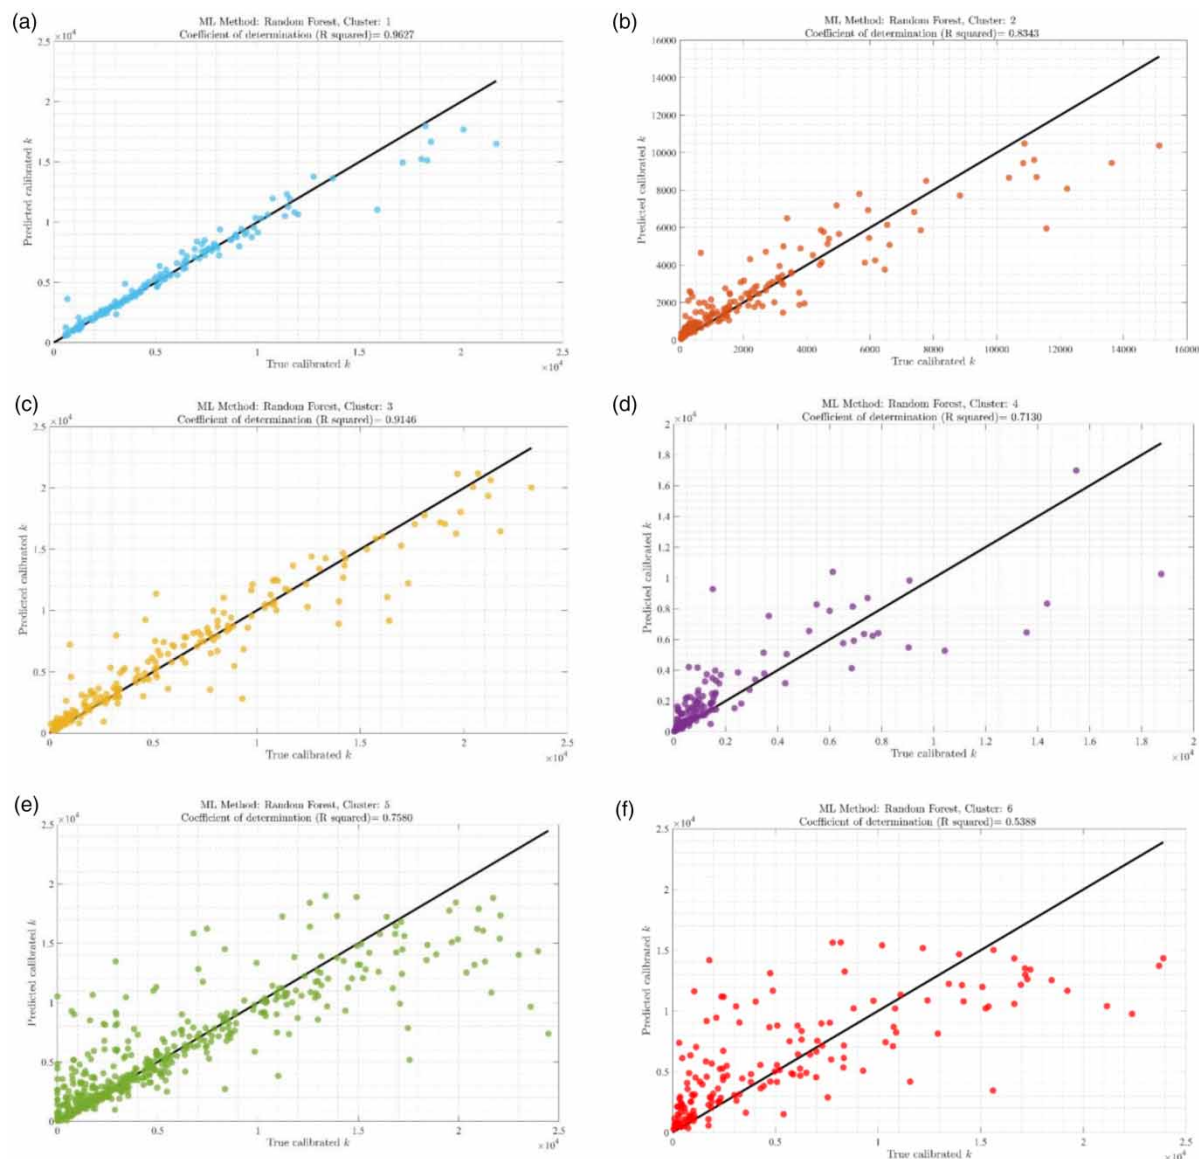 (a)
ML Method: Random Forest, Cluster: 1
Coefficient of determination (R squared)= 0.9627
×10⁴
2.5
2
1.5
1
0.5
0
Predicted calibrated k
0 0.5 1 1.5 2 2.5
True calibrated k
×10⁴
(b)
ML Method: Random Forest, Cluster: 2
Coefficient of determination (R squared)= 0.8343
16000
14000
12000
10000
8000
6000
4000
2000
0
Predicted calibrated k
0 2000 4000 6000 8000 10000 12000 14000 16000
True calibrated k
(c)
ML Method: Random Forest, Cluster: 3
Coefficient of determination (R squared)= 0.9146
×10⁴
2.5
2
1.5
1
0.5
0
Predicted calibrated k
0 0.5 1 1.5 2 2.5
True calibrated k
×10⁴
(d)
ML Method: Random Forest, Cluster: 4
Coefficient of determination (R squared)= 0.7130
×10⁴
2
1.8
1.6
1.4
1.2
1
0.8
0.6
0.4
0.2
0
Predicted calibrated k
0 0.2 0.4 0.6 0.8 1 1.2 1.4 1.6 1.8 2
True calibrated k
×10⁴
(e)
ML Method: Random Forest, Cluster: 5
Coefficient of determination (R squared)= 0.7580
×10⁴
2.5
2
1.5
1
0.5
0
Predicted calibrated k
0 0.5 1 1.5 2 2.5
True calibrated k
×10⁴
(f)
ML Method: Random Forest, Cluster: 6
Coefficient of determination (R squared)= 0.5388
×10⁴
2.5
2
1.5
1
0.5
0
Predicted calibrated k
0 0.5 1 1.5 2 2.5
True calibrated k
×10⁴